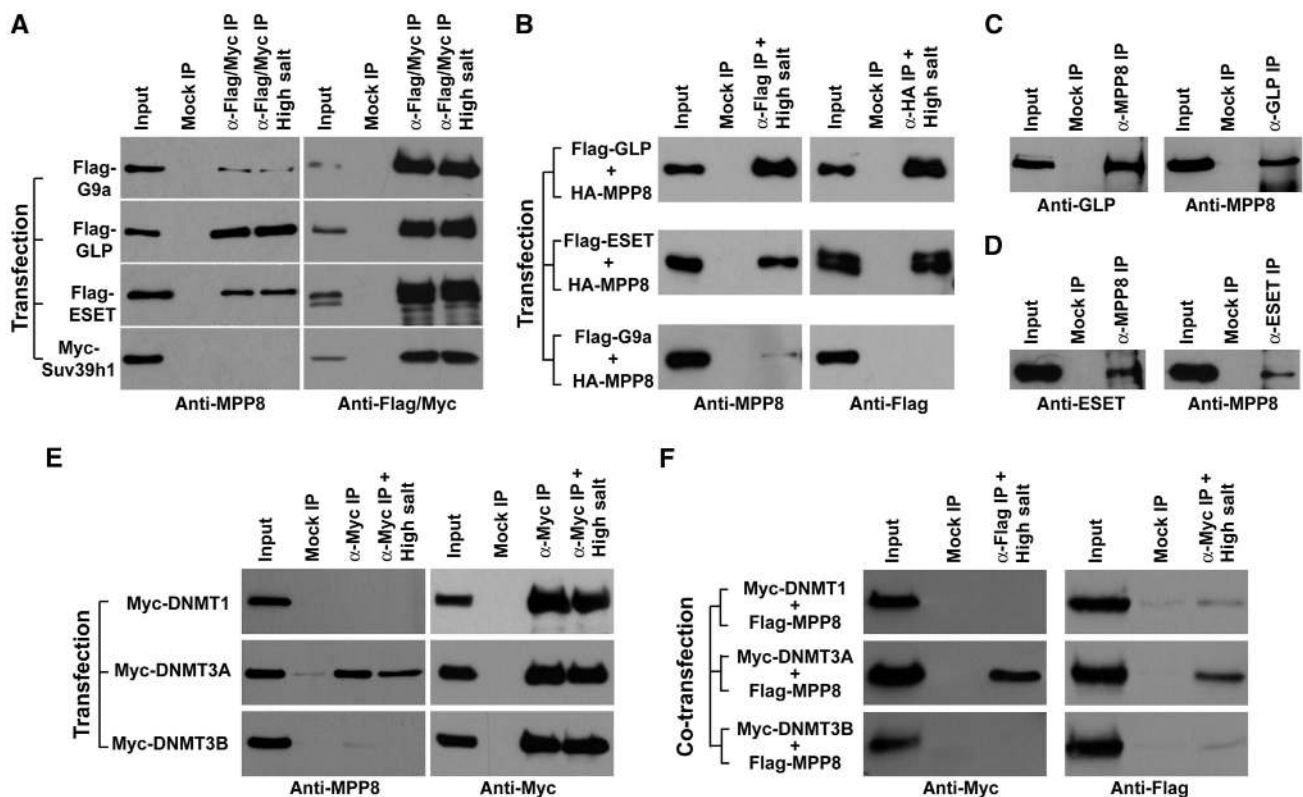 A
Input
Mock IP
α-Flag/Myc IP
α-Flag/Myc IP
High salt
Input
Mock IP
α-Flag/Myc IP
α-Flag/Myc IP
High salt
Transfection
Flag-
G9a
Flag-
GLP
Flag-
ESET
Myc-
Suv39h1
Anti-MPP8
Anti-Flag/Myc
B
Input
Mock IP
α-Flag IP +
High salt
Input
Mock IP
α-HA IP +
High salt
Transfection
Flag-GLP
+
HA-MPP8
Flag-ESET
+
HA-MPP8
Flag-G9a
+
HA-MPP8
Anti-MPP8
Anti-Flag
C
Input
Mock IP
α-MPP8 IP
Input
Mock IP
α-GLP IP
Anti-GLP
Anti-MPP8
D
Input
Mock IP
α-MPP8 IP
Input
Mock IP
α-ESET IP
Anti-ESET
Anti-MPP8
E
Input
Mock IP
α-Myc IP
α-Myc IP +
High salt
Input
Mock IP
α-Myc IP
α-Myc IP +
High salt
Transfection
Myc-DNMT1
Myc-DNMT3A
Myc-DNMT3B
Anti-MPP8
Anti-Myc
F
Input
Mock IP
α-Flag IP +
High salt
Input
Mock IP
α-Myc IP +
High salt
Co-transfection
Myc-DNMT1
+
Flag-MPP8
Myc-DNMT3A
+
Flag-MPP8
Myc-DNMT3B
+
Flag-MPP8
Anti-Myc
Anti-Flag